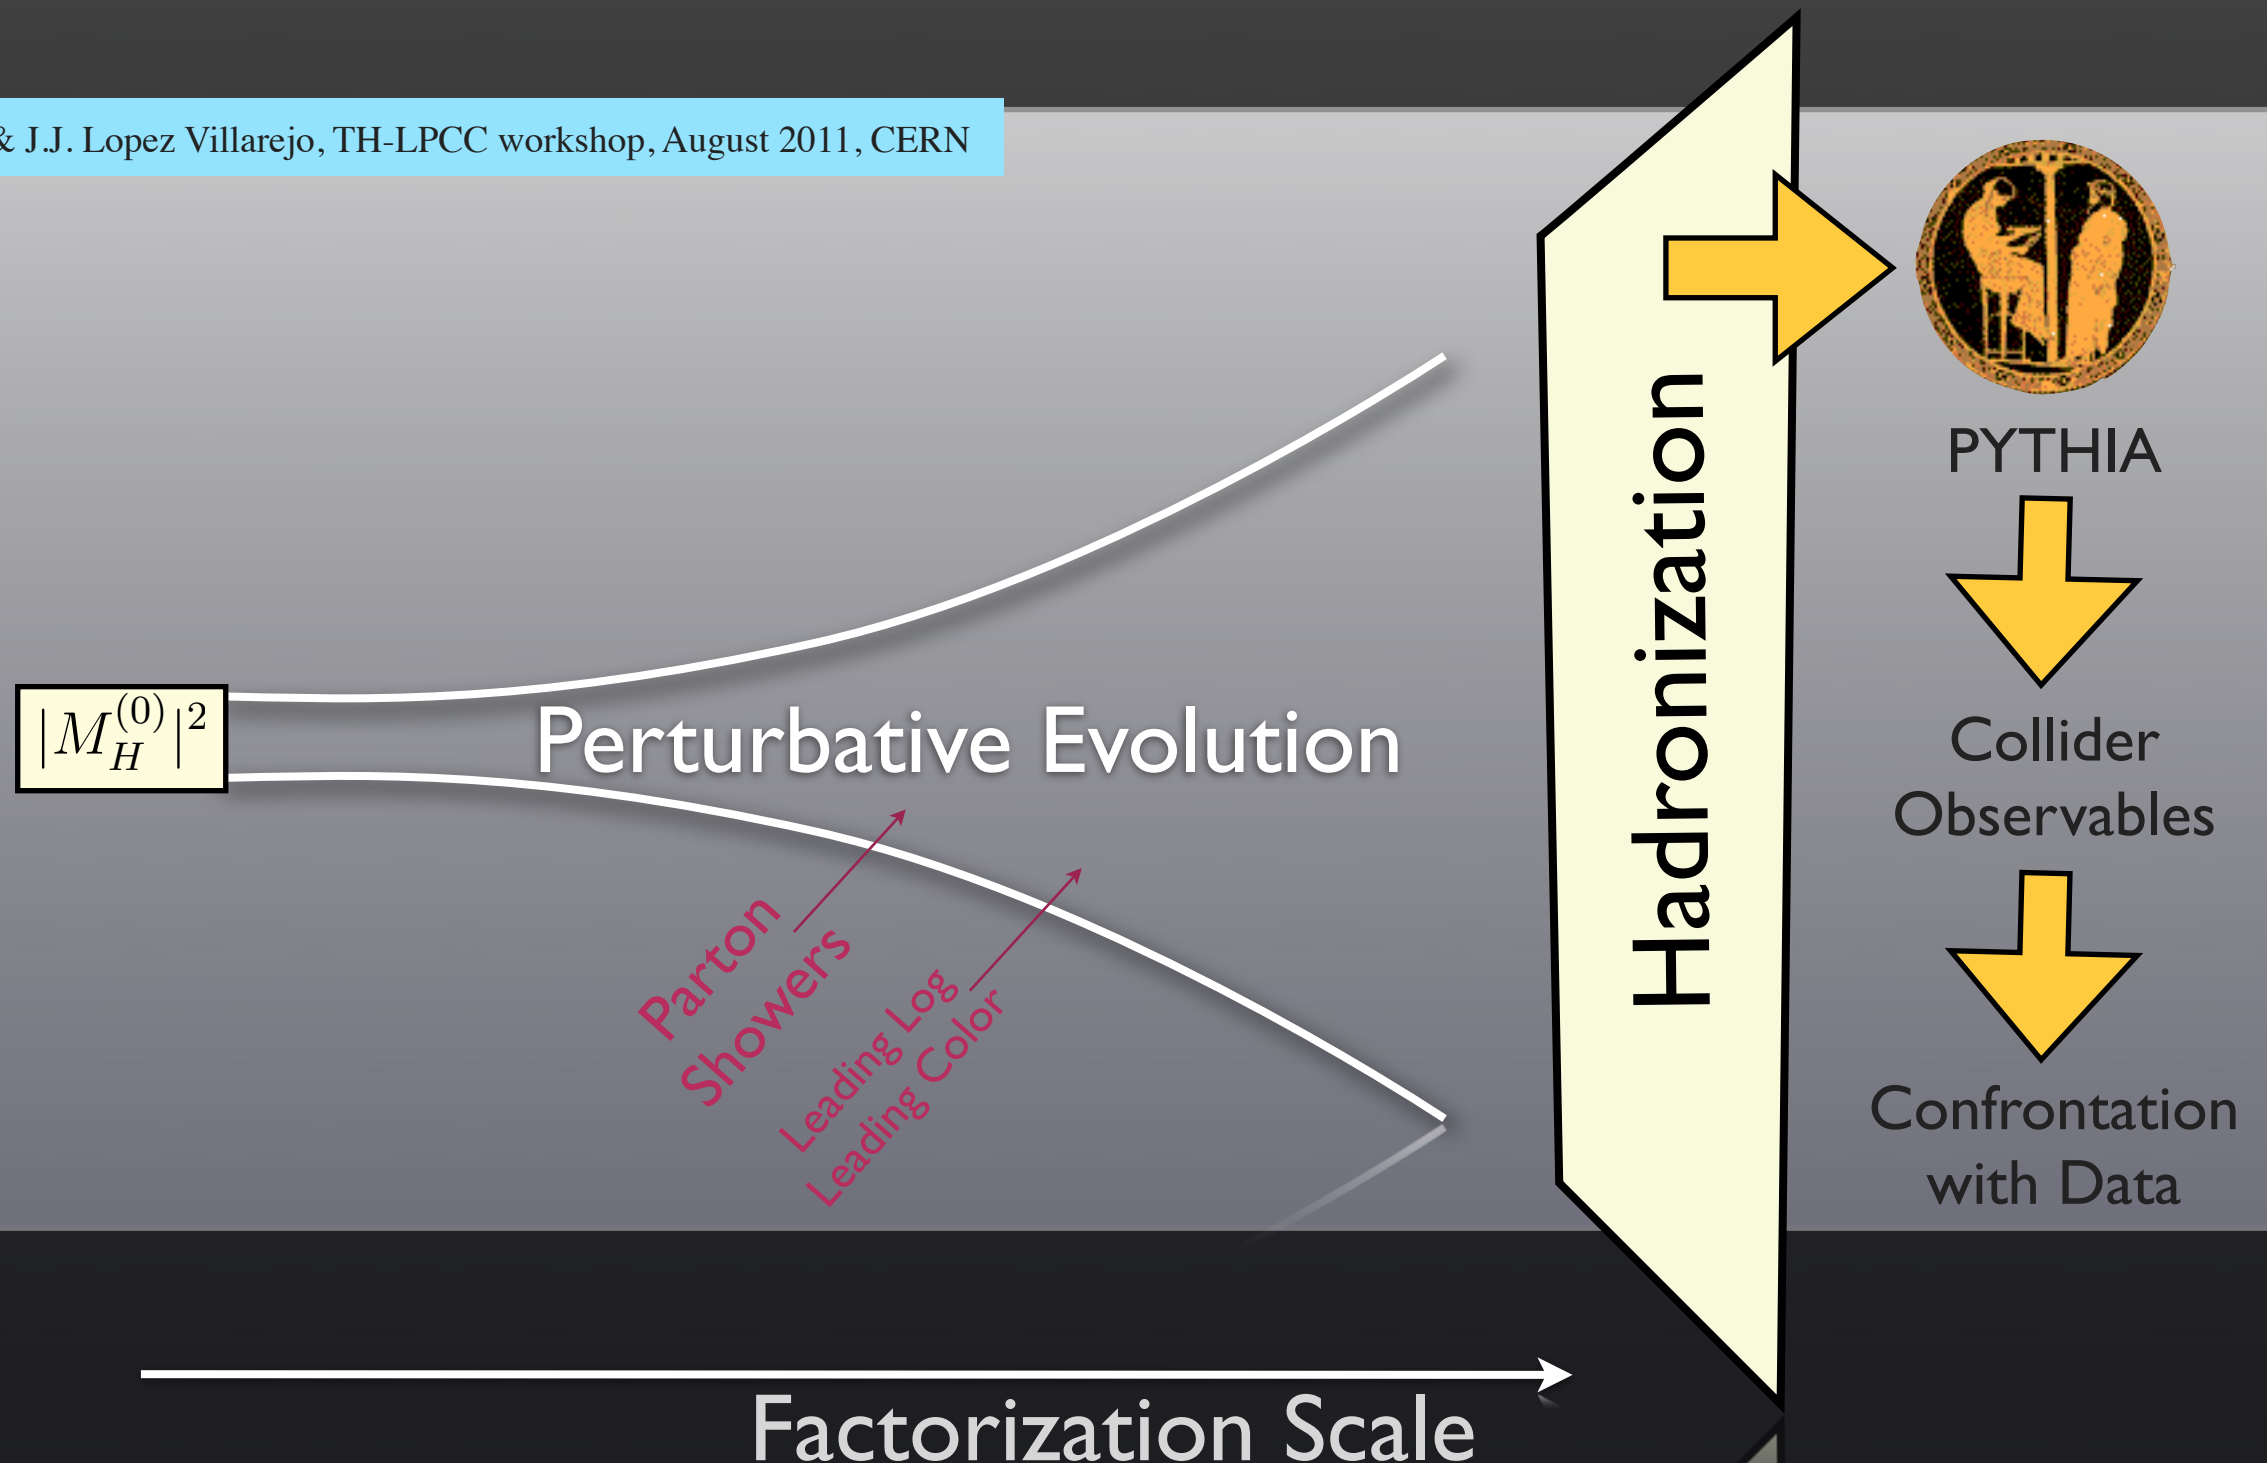 & J.J. Lopez Villarejo, TH-LPCC workshop, August 2011, CERN
|M_H^{(0)}|^2
Perturbative Evolution
Parton
Showers
Leading Log
Leading Color
Hadronization
PYTHIA
Collider
Observables
Confrontation
with Data
Factorization Scale